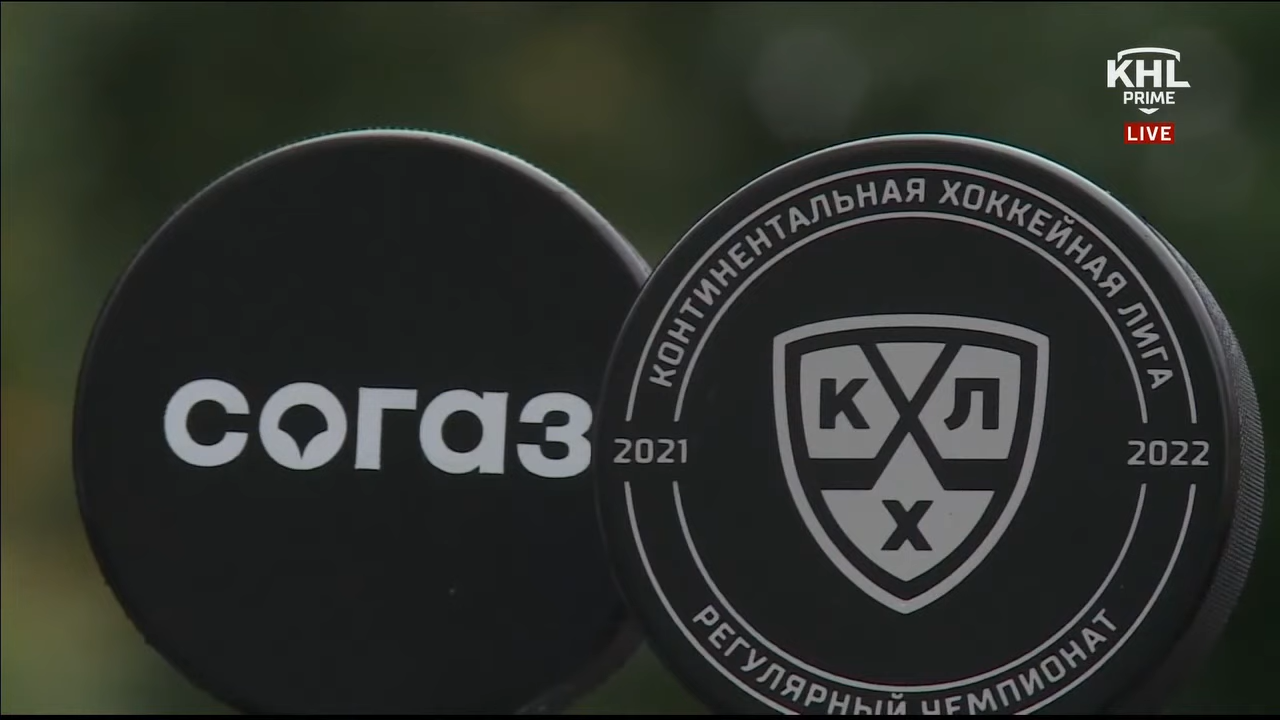 KHL
PRIME
LIVE
согаз
КОНТИНЕНТАЛЬНАЯ ХОККЕЙНАЯ ЛИГА
2021
2022
К Л
Х
РЕГУЛЯРНЫЙ ЧЕМПИОНАТ